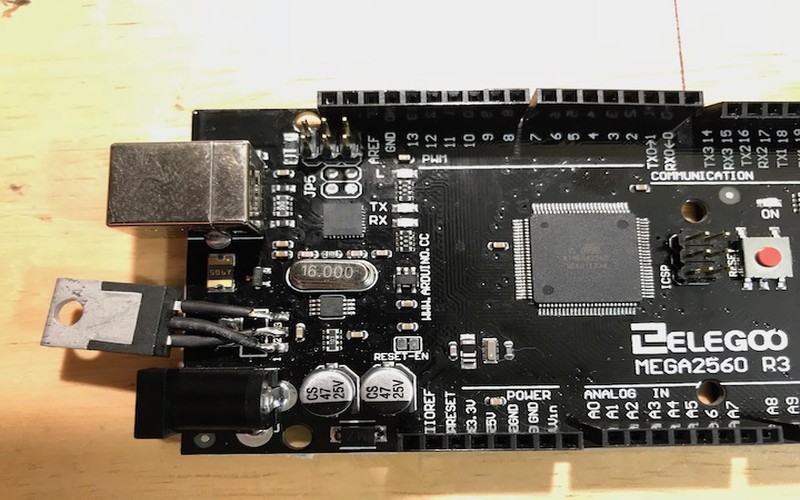 AREF
GND
13
12
11
10
9
8
7
6
5
4
3
2
TX0→1
RX0←0
TX3 14
RX3 15
TX2 16
RX2 17
TX1 18
PWM
L
COMMUNICATION
JP5
TX
RX
ON
16.000
WWW.ARDUINO.CC
ICSP
RESET
RESET-EN
ELEGOO
MEGA2560 R3
CS
47
25V
CS
47
25V
POWER
ANALOG IN
IOREF
RESET
3.3V
5V
GND
GND
Vin
A0
A1
A2
A3
A4
A5
A7
A8
A9